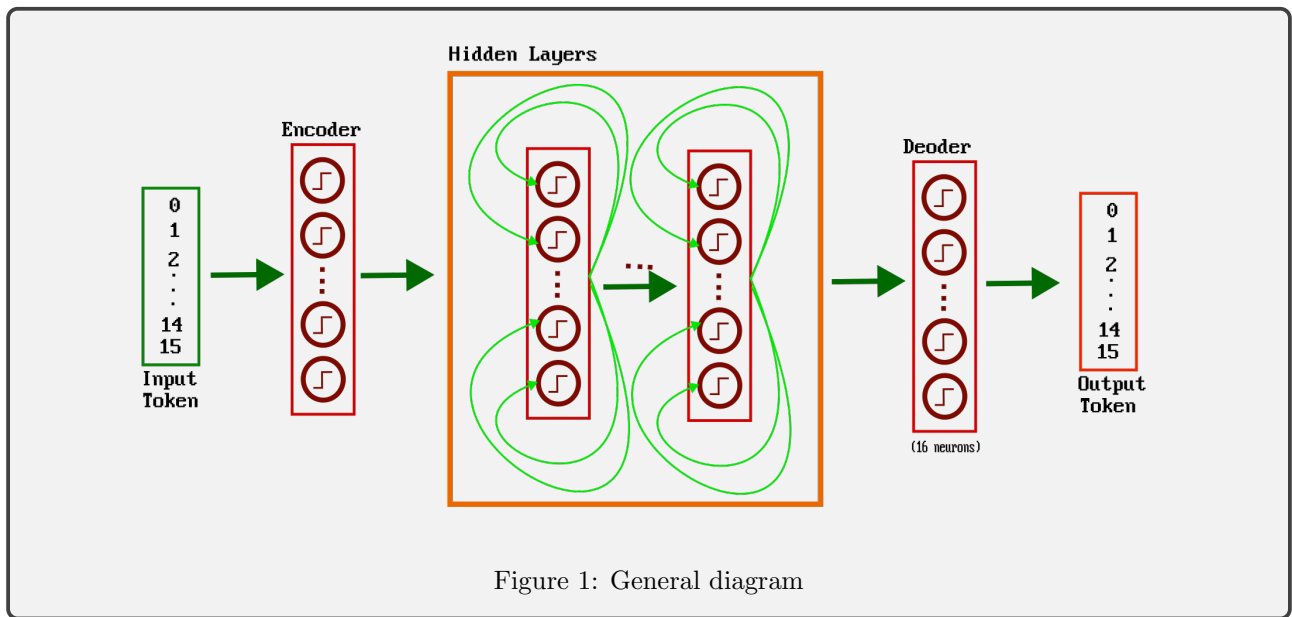 Hidden Layers
Encoder
Deoder
0
1
2
.
.
.
14
15
Input
Token
...
(16 neurons)
0
1
2
.
.
.
14
15
Output
Token
Figure 1: General diagram